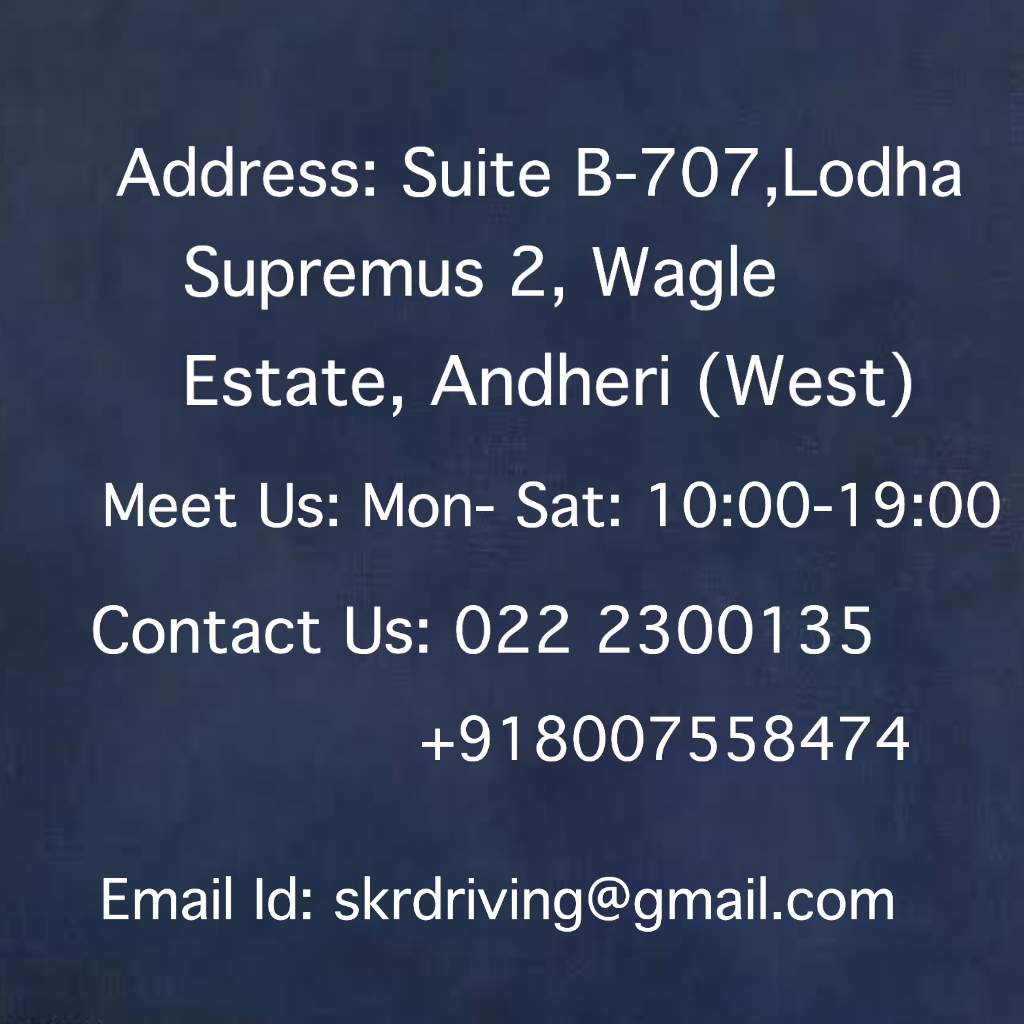 Address: Suite B-707,Lodha
Supremus 2, Wagle
Estate, Andheri (West)
Meet Us: Mon- Sat: 10:00-19:00
Contact Us: 022 2300135
+918007558474
Email Id: skrdriving@gmail.com